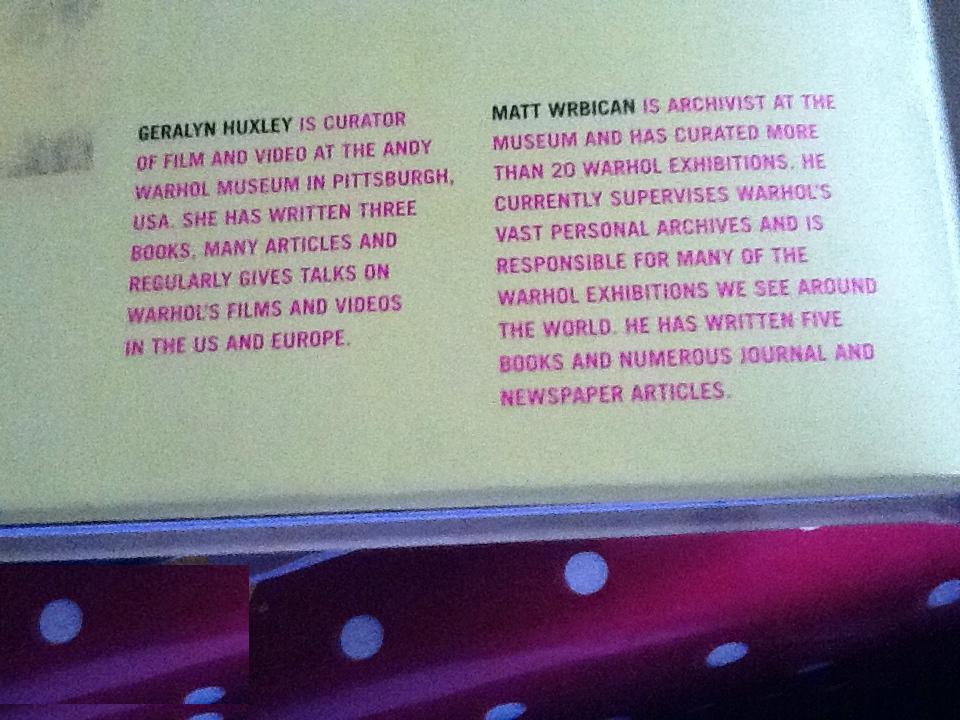 GERALYN HUXLEY IS CURATOR
OF FILM AND VIDEO AT THE ANDY
WARHOL MUSEUM IN PITTSBURGH,
USA. SHE HAS WRITTEN THREE
BOOKS, MANY ARTICLES AND
REGULARLY GIVES TALKS ON
WARHOL'S FILMS AND VIDEOS
IN THE US AND EUROPE.
MATT WRBICAN IS ARCHIVIST AT THE
MUSEUM AND HAS CURATED MORE
THAN 20 WARHOL EXHIBITIONS. HE
CURRENTLY SUPERVISES WARHOL'S
VAST PERSONAL ARCHIVES AND IS
RESPONSIBLE FOR MANY OF THE
WARHOL EXHIBITIONS WE SEE AROUND
THE WORLD. HE HAS WRITTEN FIVE
BOOKS AND NUMEROUS JOURNAL AND
NEWSPAPER ARTICLES.